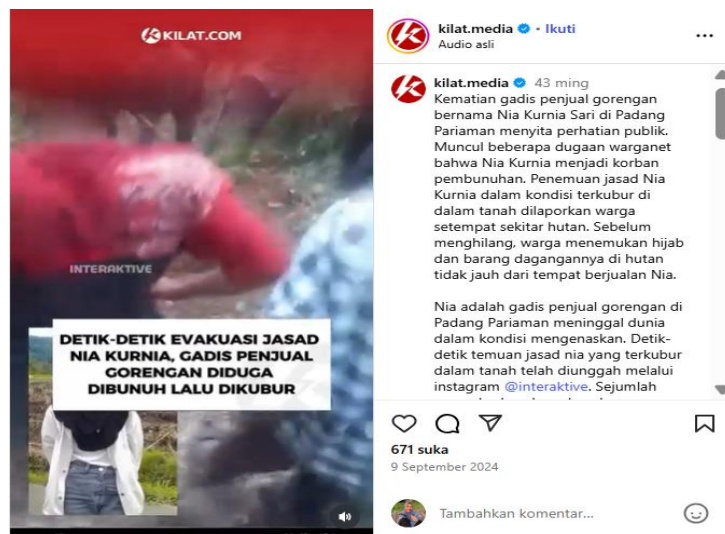 KILAT.COM
INTERAKTIVE
DETIK-DETIK EVAKUASI JASAD
NIA KURNIA, GADIS PENJUAL
GORENGAN DIDUGA
DIBUNUH LALU DIKUBUR
kilat.media • Ikuti
Audio asli
kilat.media 43 ming
Kematian gadis penjual gorengan
bernama Nia Kurnia Sari di Padang
Pariaman menyita perhatian publik.
Muncul beberapa dugaan warganet
bahwa Nia Kurnia menjadi korban
pembunuhan. Penemuan jasad Nia
Kurnia dalam kondisi terkubur di
dalam tanah dilaporkan warga
setempat sekitar hutan. Sebelum
menghilang, warga menemukan hijab
dan barang dagangannya di hutan
tidak jauh dari tempat berjualan Nia.
Nia adalah gadis penjual gorengan di
Padang Pariaman meninggal dunia
dalam kondisi mengenaskan. Detik-
detik temuan jasad nia yang terkubur
dalam tanah telah diunggah melalui
instagram @interaktive. Sejumlah
671 suka
9 September 2024
Tambahkan komentar...